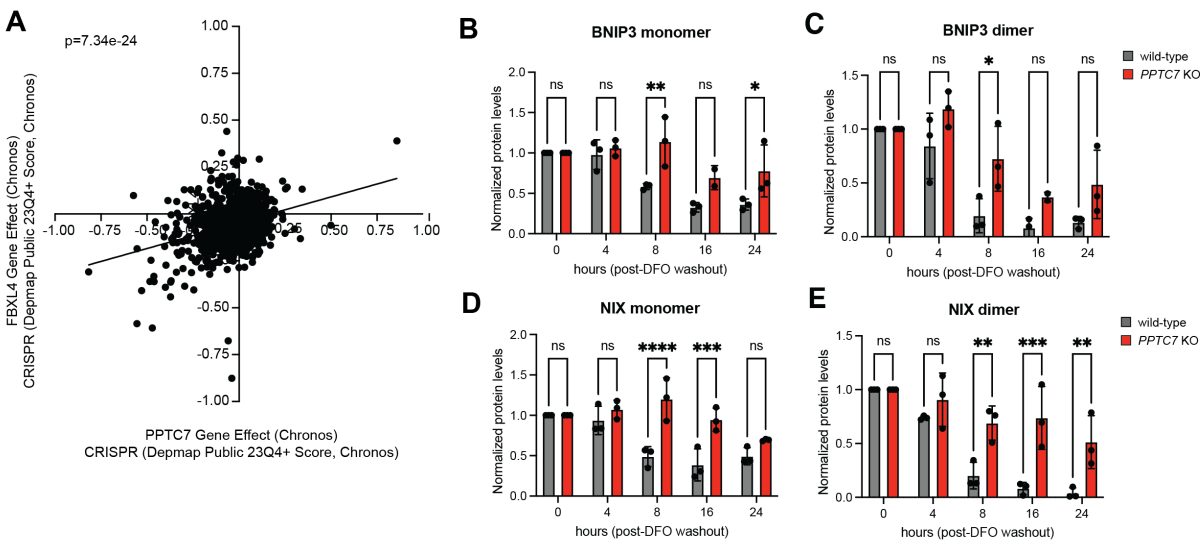 A
p=7.34e-24
1.00
0.75
0.50
0.25
-1.00
-0.75
-0.50
0.25
0.50
0.75
1.00
-0.50
-0.75
-1.00
FBXL4 Gene Effect (Chronos)
CRISPR (Depmap Public 23Q4+ Score, Chronos)
PPTC7 Gene Effect (Chronos)
CRISPR (Depmap Public 23Q4+ Score, Chronos)
B
BNIP3 monomer
Normalized protein levels
2.0
1.5
1.0
0.5
0.0
ns
ns
**
ns
*
0 4 8 16 24
hours (post-DFO washout)
C
BNIP3 dimer
Normalized protein levels
1.5
1.0
0.5
0.0
ns
ns
*
ns
ns
0 4 8 16 24
hours (post-DFO washout)
wild-type
PPTC7 KO
D
NIX monomer
Normalized protein levels
2.0
1.5
1.0
0.5
0.0
ns
ns
****
***
ns
0 4 8 16 24
hours (post-DFO washout)
E
NIX dimer
Normalized protein levels
1.5
1.0
0.5
0.0
ns
ns
**
***
**
0 4 8 16 24
hours (post-DFO washout)
wild-type
PPTC7 KO